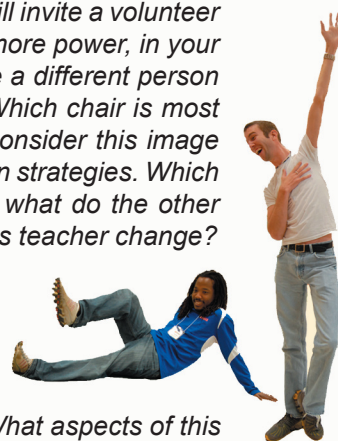 ill invite a volunteer
more power, in your
e a different person
Which chair is most
onsider this image
n strategies. Which
what do the other
s teacher change?
What aspects of this